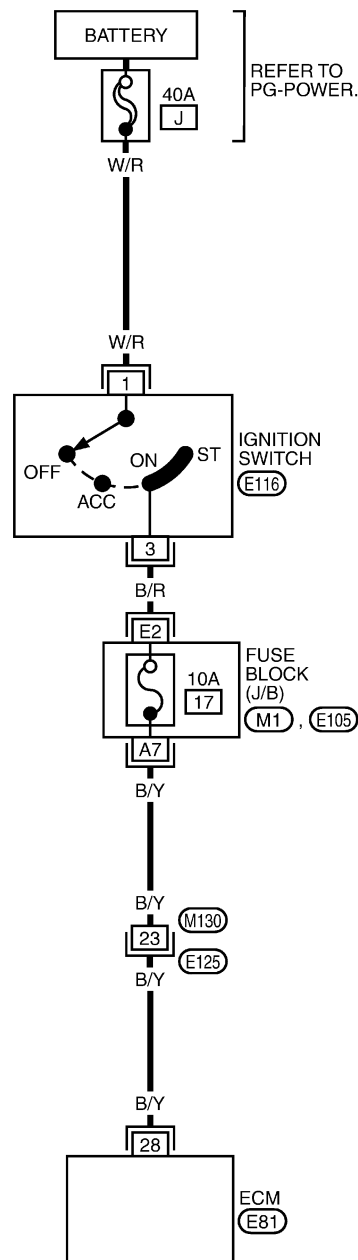 BATTERY
REFER TO
PG-POWER.
40A
J
W/R
W/R
1
OFF
ACC
ON
ST
IGNITION
SWITCH
E116
3
B/R
E2
10A
17
FUSE
BLOCK
(J/B)
M1 , E105
A7
B/Y
B/Y
M130
23
E125
B/Y
B/Y
28
ECM
E81